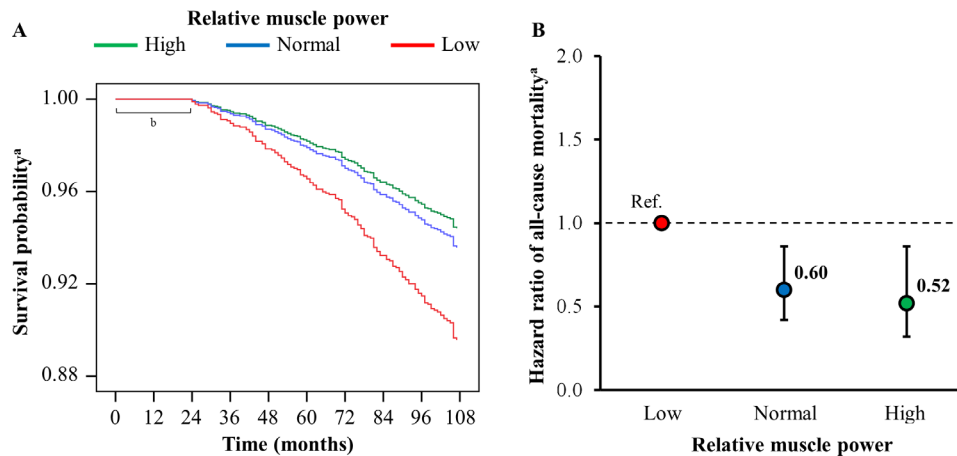 A
Relative muscle power
High
Normal
Low
Survival probabilityᵃ
1.00
0.96
0.92
0.88
b
0 12 24 36 48 60 72 84 96 108
Time (months)
B
Hazard ratio of all-cause mortalityᵃ
2.0
1.5
1.0
0.5
0.0
Ref.
0.60
0.52
Low Normal High
Relative muscle power